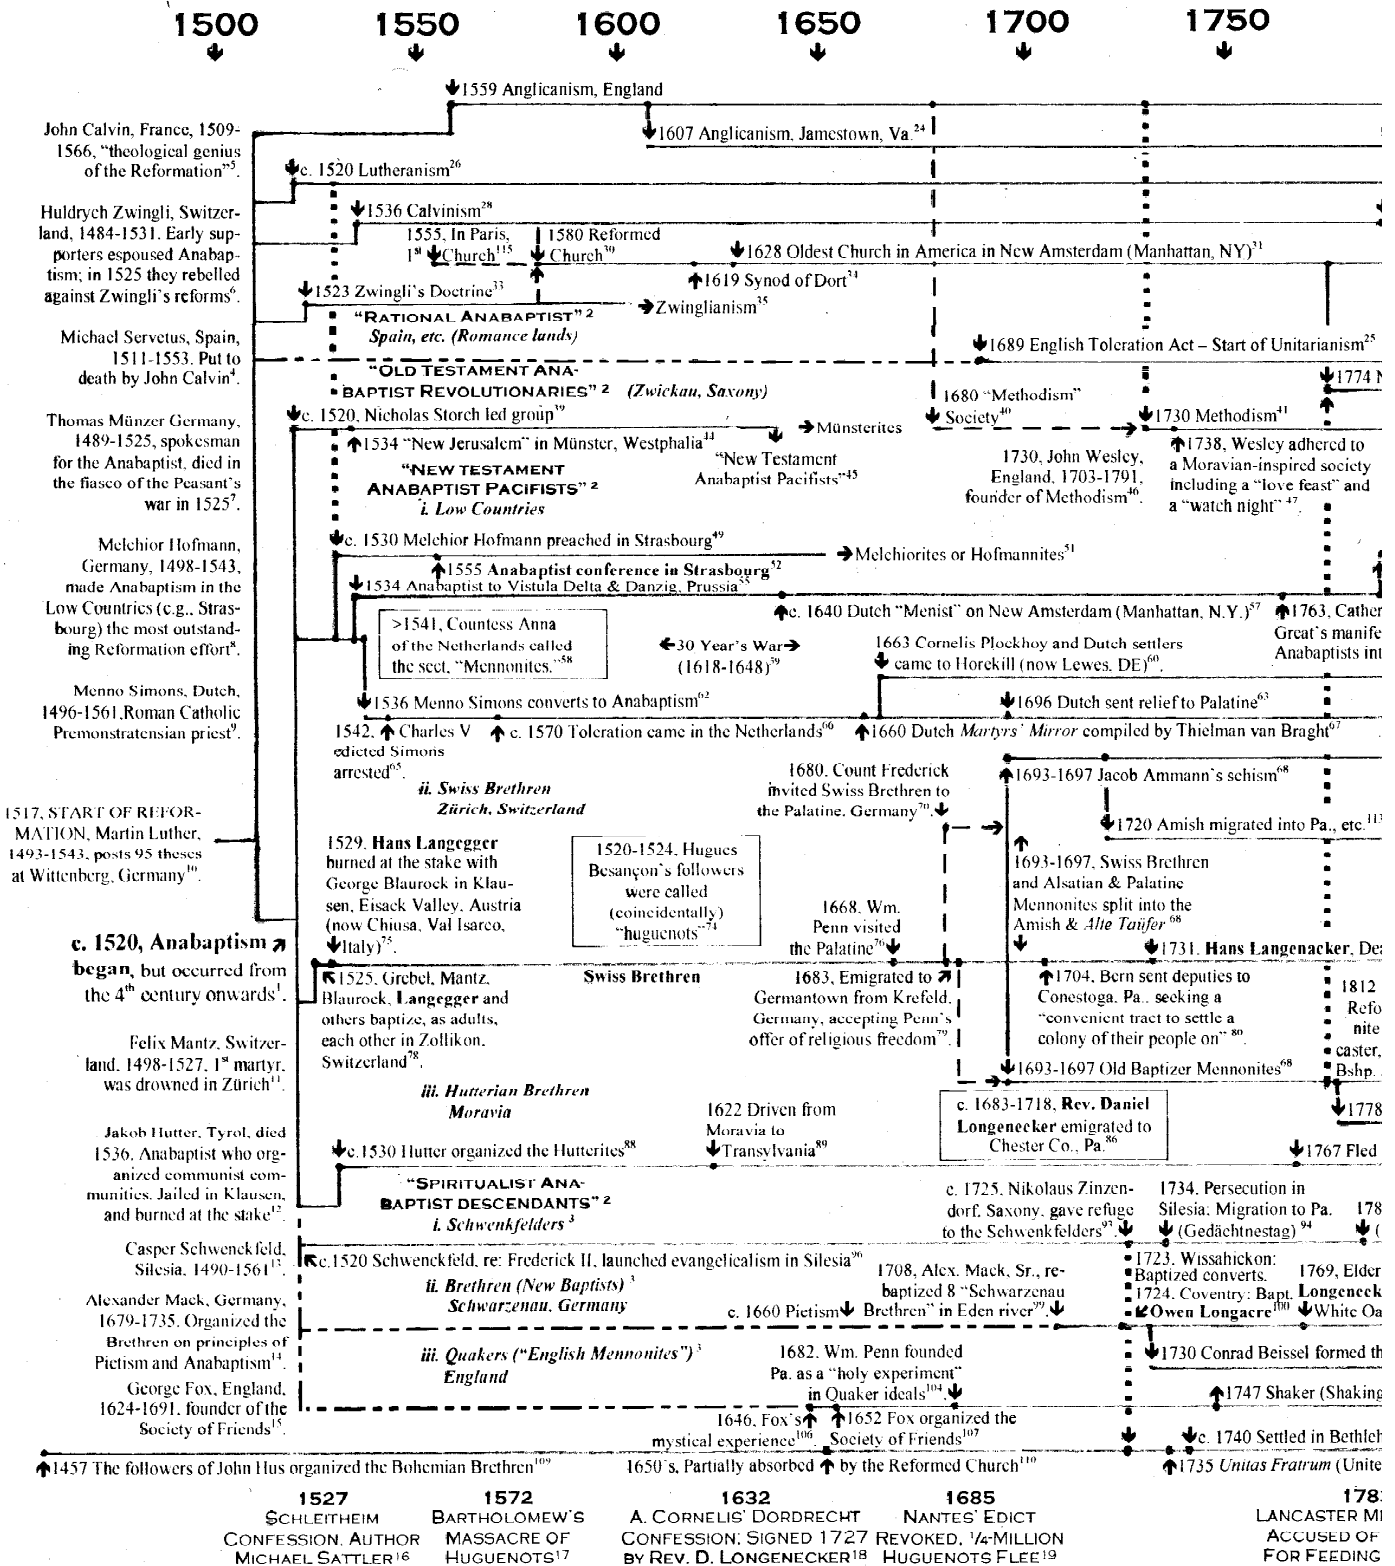 1500 1550 1600 1650 1700 1750
1559 Anglicanism, England
John Calvin, France, 1509-
1566, "theological genius
of the Reformation"⁵.
1607 Anglicanism, Jamestown, Va.²⁴
c. 1520 Lutheranism²⁶
Huldrych Zwingli, Switzer-
land, 1484-1531. Early sup-
porters espoused Anabap-
tism; in 1525 they rebelled
against Zwingli's reforms⁶.
1536 Calvinism²⁸
1555, In Paris,
1ˢᵗ Church¹¹⁵
1580 Reformed
Church³⁰
1628 Oldest Church in America in New Amsterdam (Manhattan, NY)³¹
1619 Synod of Dort³⁴
1523 Zwingli's Doctrine³³
Zwinglianism³⁵
"RATIONAL ANABAPTIST" ²
Spain, etc. (Romance lands)
Michael Servetus, Spain,
1511-1553. Put to
death by John Calvin⁴.
1689 English Toleration Act – Start of Unitarianism²⁵
"OLD TESTAMENT ANA-
BAPTIST REVOLUTIONARIES" ² (Zwickau, Saxony)
1774 N
1680 "Methodism"
Society⁴⁰
1730 Methodism⁴¹
Thomas Münzer Germany,
1489-1525, spokesman
for the Anabaptist, died in
the fiasco of the Peasant's
war in 1525⁷.
c. 1520, Nicholas Storch led group³⁹
Münsterites
1534 "New Jerusalem" in Münster, Westphalia⁴⁴
"New Testament
Anabaptist Pacifists"⁴⁵
1730, John Wesley,
England, 1703-1791,
founder of Methodism⁴⁶.
1738, Wesley adhered to
a Moravian-inspired society
including a "love feast" and
a "watch night" ⁴⁷.
"NEW TESTAMENT
ANABAPTIST PACIFISTS" ²
i. Low Countries
Melchior Hofmann,
Germany, 1498-1543,
made Anabaptism in the
Low Countries (e.g., Stras-
bourg) the most outstand-
ing Reformation effort⁸.
c. 1530 Melchior Hofmann preached in Strasbourg⁴⁹
Melchiorites or Hofmannites⁵¹
1555 Anabaptist conference in Strasbourg⁵²
1534 Anabaptist to Vistula Delta & Danzig, Prussia⁵⁵
c. 1640 Dutch "Menist" on New Amsterdam (Manhattan, N.Y.)⁵⁷
1763, Cather
Great's manife
Anabaptists int
>1541, Countess Anna
of the Netherlands called
the sect, "Mennonites."⁵⁸
30 Year's War
(1618-1648)⁵⁹
1663 Cornelis Plockhoy and Dutch settlers
came to Horekill (now Lewes, DE)⁶⁰.
Menno Simons, Dutch,
1496-1561, Roman Catholic
Premonstratensian priest⁹.
1536 Menno Simons converts to Anabaptism⁶²
1696 Dutch sent relief to Palatine⁶³
1542. Charles V
edicted Simons
arrested⁶⁵.
c. 1570 Toleration came in the Netherlands⁶⁶
1660 Dutch Martyrs' Mirror compiled by Thielman van Braght⁶⁷
ii. Swiss Brethren
Zürich, Switzerland
1680. Count Frederick
invited Swiss Brethren to
the Palatine, Germany⁷⁰.
1693-1697 Jacob Ammann's schism⁶⁸
1720 Amish migrated into Pa., etc.¹¹³
1517, START OF REFOR-
MATION, Martin Luther,
1493-1543, posts 95 theses
at Wittenberg, Germany¹⁰.
1529. Hans Langegger
burned at the stake with
George Blaurock in Klau-
sen, Eisack Valley, Austria
(now Chiusa, Val Isarco,
Italy)⁷⁵.
1520-1524, Hugues
Besançon's followers
were called
(coincidentally)
"huguenots"⁷⁴
1693-1697, Swiss Brethren
and Alsatian & Palatine
Mennonites split into the
Amish & Alte Taüfer ⁶⁸
1668. Wm.
Penn visited
the Palatine⁷⁶
c. 1520, Anabaptism
began, but occurred from
the 4ᵗʰ century onwards¹.
1731. Hans Langenacker, Dea
1525. Grebel, Mantz,
Blaurock, Langegger and
others baptize, as adults,
each other in Zollikon,
Switzerland⁷⁸.
Swiss Brethren
1683, Emigrated to
Germantown from Krefeld,
Germany, accepting Penn's
offer of religious freedom⁷⁹.
1704, Bern sent deputies to
Conestoga, Pa., seeking a
"convenient tract to settle a
colony of their people on" ⁸⁰.
1812
Refo
nite
caster,
Bshp.
Felix Mantz, Switzer-
land, 1498-1527, 1ˢᵗ martyr,
was drowned in Zürich¹¹.
1693-1697 Old Baptizer Mennonites⁶⁸
iii. Hutterian Brethren
Moravia
c. 1683-1718, Rev. Daniel
Longenecker emigrated to
Chester Co., Pa.⁸⁶
1778
Jakob Hutter, Tyrol, died
1536. Anabaptist who org-
anized communist com-
munities. Jailed in Klausen,
and burned at the stake¹².
1622 Driven from
Moravia to
Transylvania⁸⁹
c.1530 Hutter organized the Hutterites⁸⁸
1767 Fled
"SPIRITUALIST ANA-
BAPTIST DESCENDANTS" ²
i. Schwenkfelders ³
c. 1725. Nikolaus Zinzen-
dorf, Saxony, gave refuge
to the Schwenkfelders⁹³.
1734. Persecution in
Silesia; Migration to Pa.
(Gedächtnestag) ⁹⁴
178
(
Casper Schwenckfeld,
Silesia, 1490-1561¹³.
c.1520 Schwenckfeld, re: Frederick II, launched evangelicalism in Silesia⁹⁶
ii. Brethren (New Baptists) ³
Schwarzenau, Germany
1708, Alex. Mack, Sr., re-
baptized 8 "Schwarzenau
Brethren" in Eden river⁹⁹.
c. 1660 Pietism
1723. Wissahickon:
Baptized converts.
1724. Coventry: Bapt.
Owen Longacre¹⁰⁰
1769, Elder
Longeneck
White Oa
Alexander Mack, Germany,
1679-1735. Organized the
Brethren on principles of
Pietism and Anabaptism¹⁴.
iii. Quakers ("English Mennonites") ³
England
1682. Wm. Penn founded
Pa. as a "holy experiment"
in Quaker ideals¹⁰⁴.
1730 Conrad Beissel formed th
George Fox, England,
1624-1691, founder of the
Society of Friends¹⁵.
1747 Shaker (Shaking
1646. Fox's
mystical experience¹⁰⁶
1652 Fox organized the
Society of Friends¹⁰⁷
c. 1740 Settled in Bethleh
1457 The followers of John Hus organized the Bohemian Brethren¹⁰⁹
1650's, Partially absorbed by the Reformed Church¹¹⁰
1735 Unitas Fratrum (Unite
1527
SCHLEITHEIM
CONFESSION, AUTHOR
MICHAEL SATTLER¹⁶
1572
BARTHOLOMEW'S
MASSACRE OF
HUGUENOTS¹⁷
1632
A. CORNELIS' DORDRECHT
CONFESSION; SIGNED 1727
BY REV. D. LONGENECKER¹⁸
1685
NANTES' EDICT
REVOKED, ¼-MILLION
HUGUENOTS FLEE¹⁹
178
LANCASTER ME
ACCUSED OF
FOR FEEDING